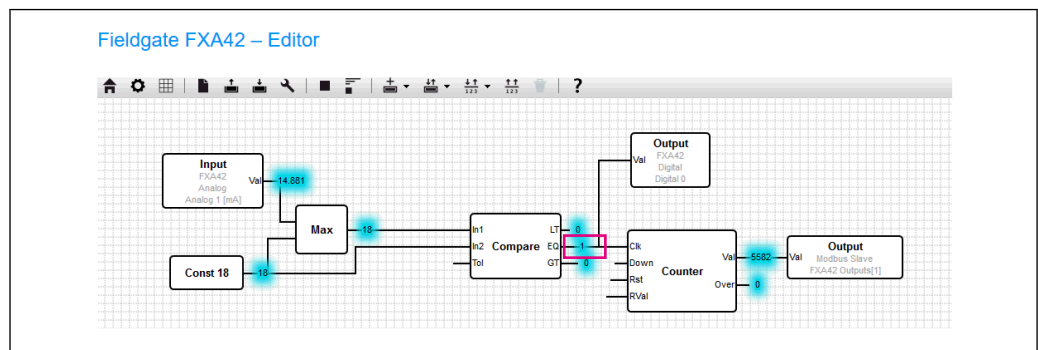 Fieldgate FXA42 – Editor
123
123
?
Input
FXA42
Analog
Analog 1 [mA]
Val
14.881
Const 18
18
Max
18
In1
In2
Tol
Compare
LT
EQ
GT
0
1
0
Output
FXA42
Digital
Digital 0
Val
Clk
Down
Rst
RVal
Counter
Val
Over
5582
0
Output
Modbus Slave
FXA42 Outputs[1]
Val